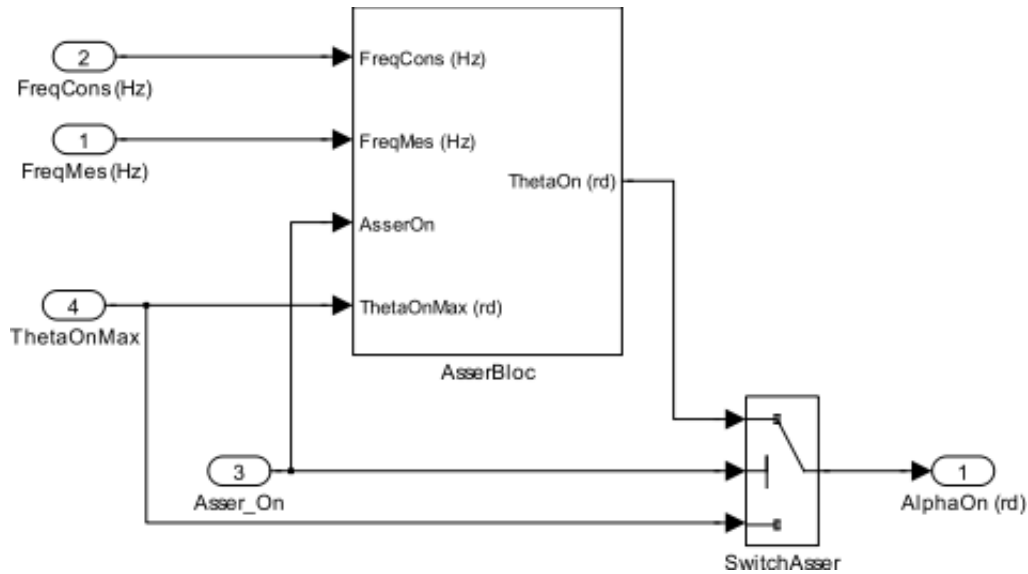 2
FreqCons (Hz)
FreqCons (Hz)
1
FreqMes (Hz)
FreqMes (Hz)
ThetaOn (rd)
AsserOn
4
ThetaOnMax
ThetaOnMax (rd)
AsserBloc
3
Asser_On
1
AlphaOn (rd)
SwitchAsser